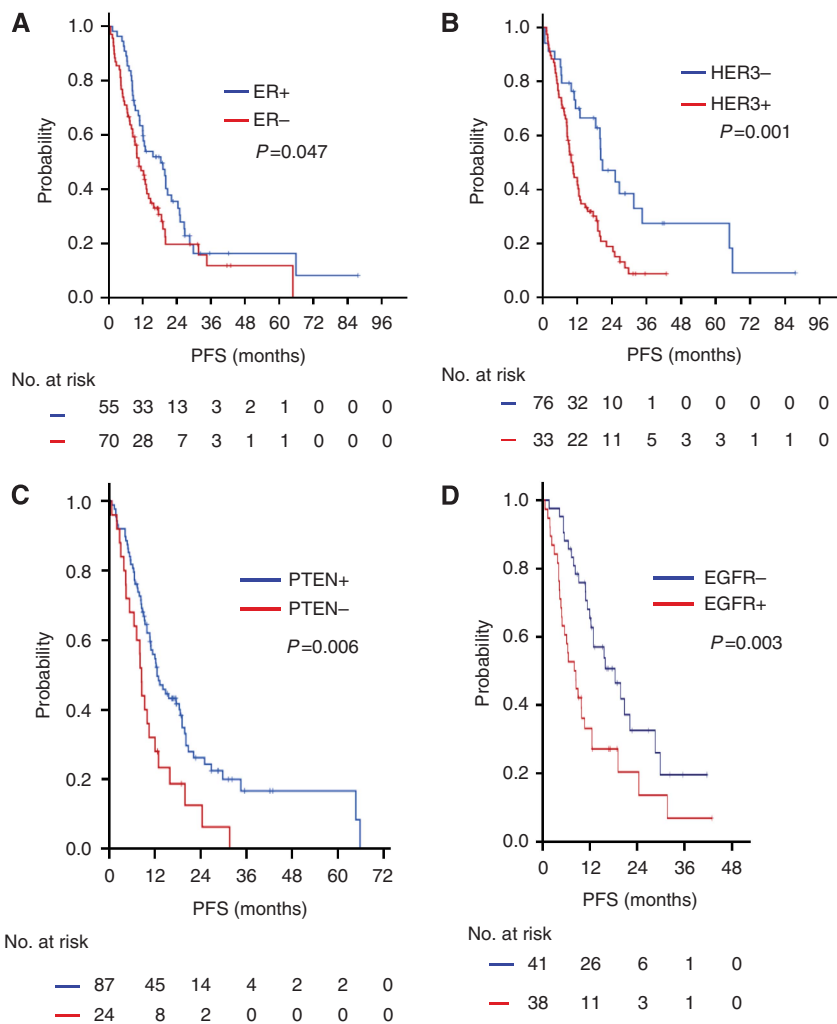 A
1.0
0.8
0.6
0.4
0.2
0.0
Probability
ER+
ER–
P=0.047
0 12 24 36 48 60 72 84 96
PFS (months)
No. at risk
55 33 13 3 2 1 0 0 0
70 28 7 3 1 1 0 0 0
B
1.0
0.8
0.6
0.4
0.2
0.0
Probability
HER3–
HER3+
P=0.001
0 12 24 36 48 60 72 84 96
PFS (months)
No. at risk
76 32 10 1 0 0 0 0 0
33 22 11 5 3 3 1 1 0
C
1.0
0.8
0.6
0.4
0.2
0.0
Probability
PTEN+
PTEN–
P=0.006
0 12 24 36 48 60 72
PFS (months)
No. at risk
87 45 14 4 2 2 0
24 8 2 0 0 0 0
D
1.0
0.8
0.6
0.4
0.2
0.0
Probability
EGFR–
EGFR+
P=0.003
0 12 24 36 48
PFS (months)
No. at risk
41 26 6 1 0
38 11 3 1 0